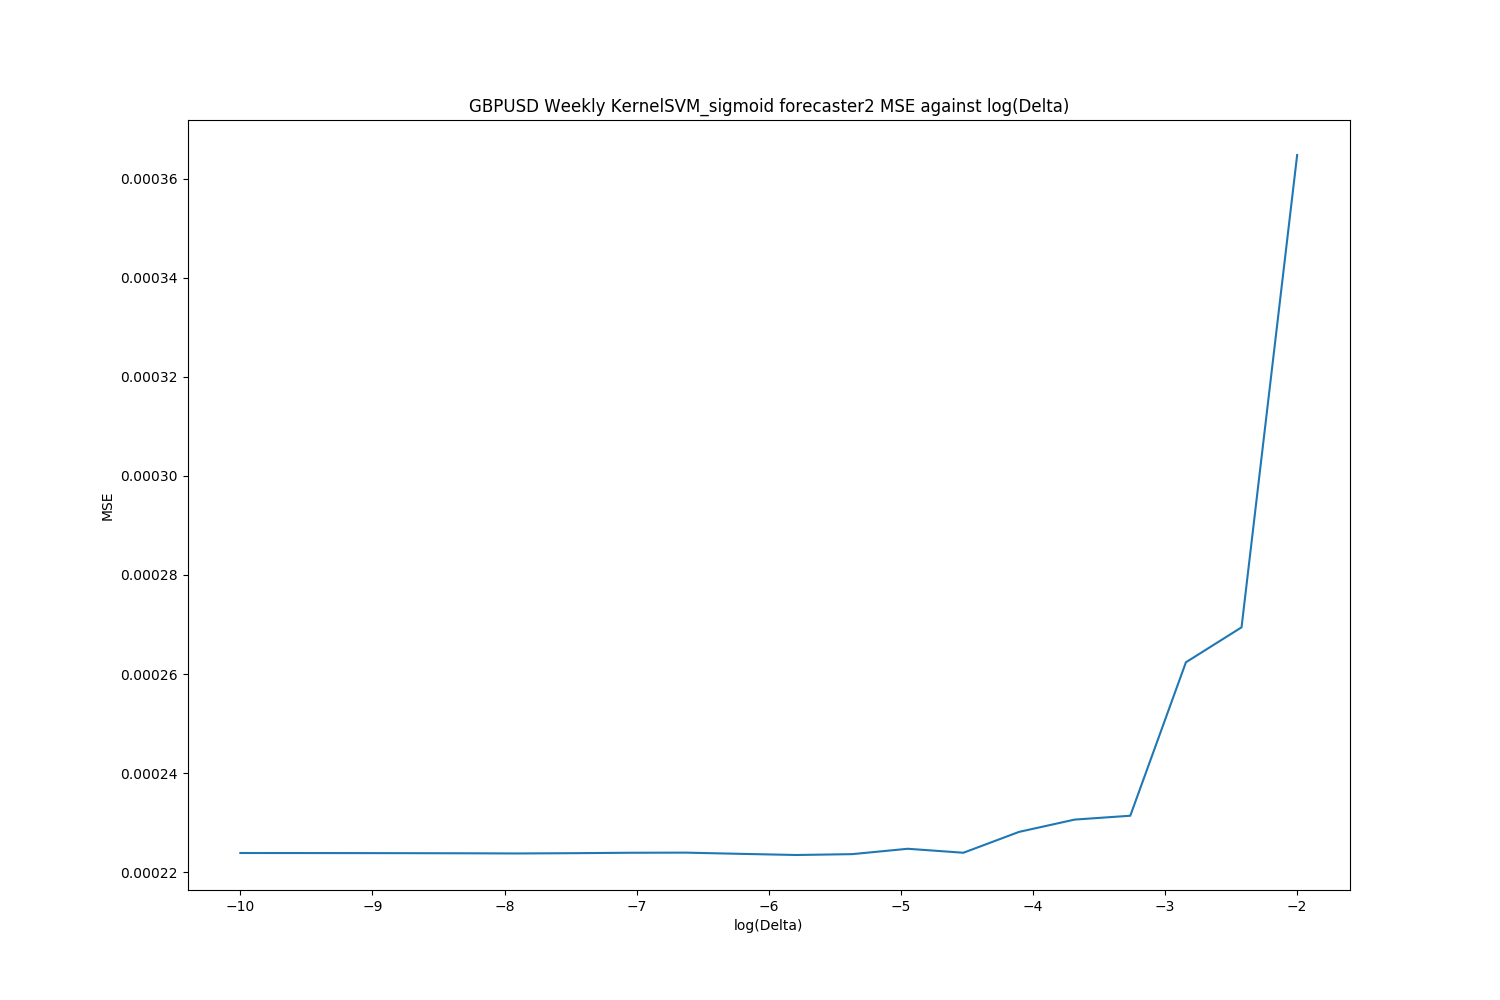 GBPUSD Weekly KernelSVM_sigmoid forecaster2 MSE against log(Delta)
0.00036
0.00034
0.00032
0.00030
0.00028
0.00026
0.00024
0.00022
MSE
−10 −9 −8 −7 −6 −5 −4 −3 −2
log(Delta)